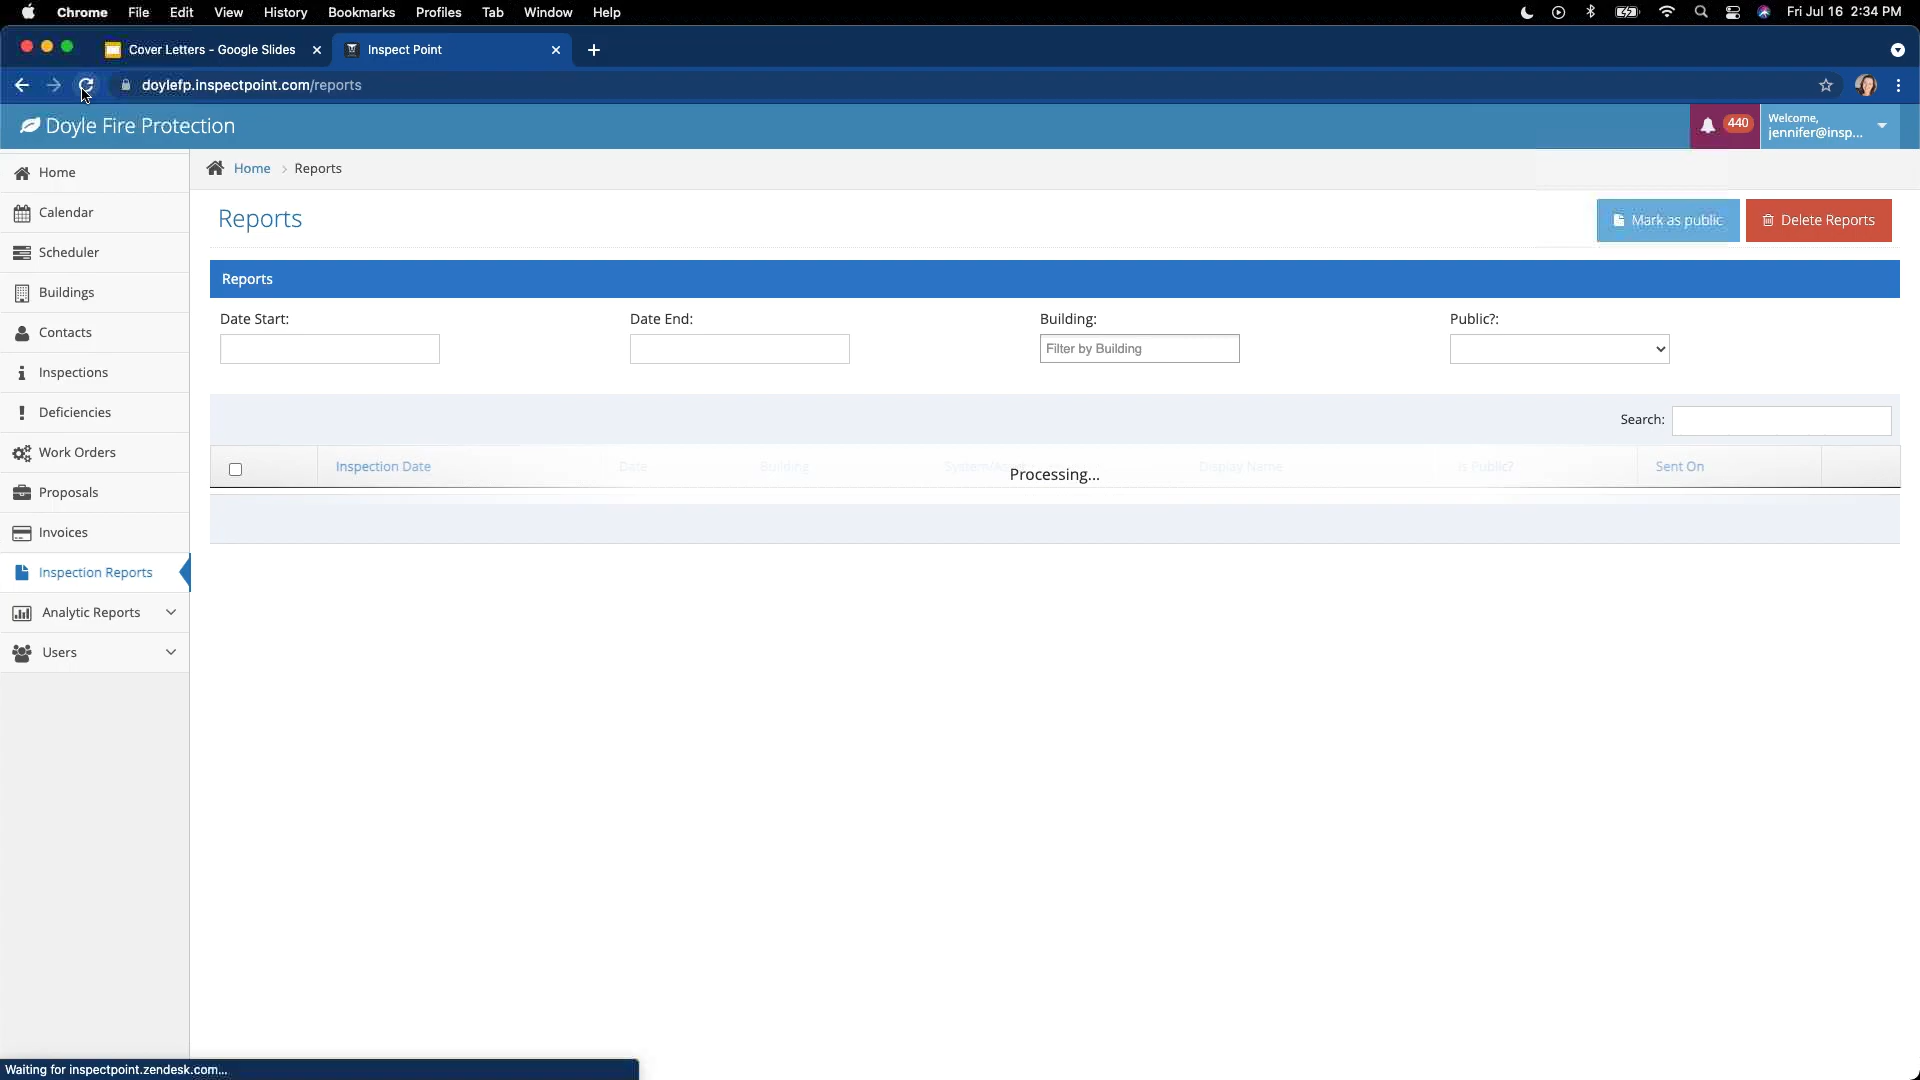 Chrome File Edit View History Bookmarks Profiles Tab Window Help Fri Jul 16 2:34 PM
Cover Letters - Google Slides Inspect Point
doylefp.inspectpoint.com/reports
Doyle Fire Protection 440 Welcome, jennifer@insp...
Home
Calendar
Scheduler
Buildings
Contacts
Inspections
Deficiencies
Work Orders
Proposals
Invoices
Inspection Reports
Analytic Reports
Users
Home > Reports
Reports Mark as public Delete Reports
Reports
Date Start: Date End: Building: Public?:
Filter by Building
Search:
Inspection Date Date Building Display Name Is Public? Sent On
Processing...
Waiting for inspectpoint.zendesk.com...